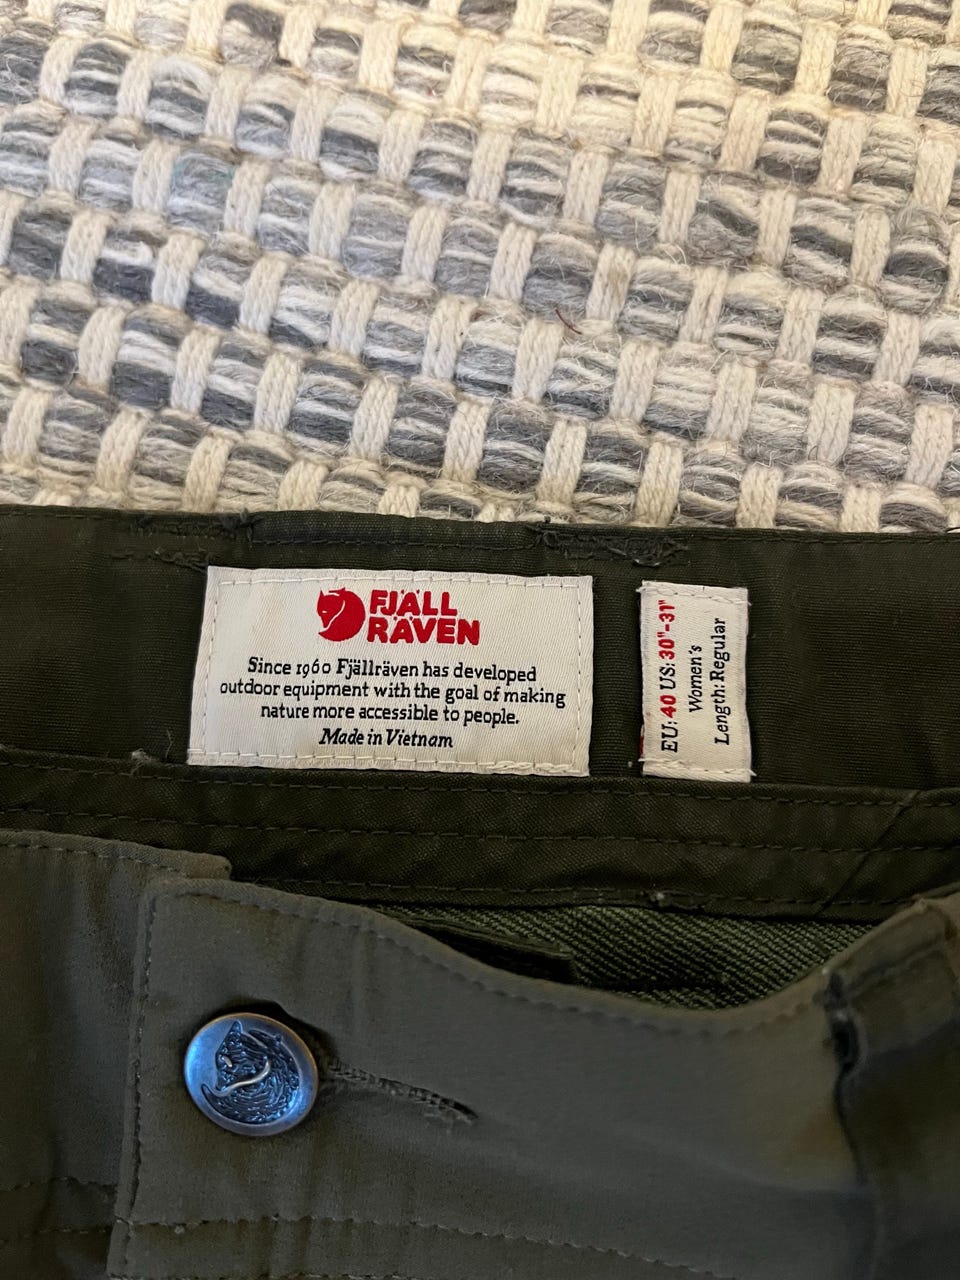 FJÄLL
RÄVEN
Since 1960 Fjällräven has developed
outdoor equipment with the goal of making
nature more accessible to people.
Made in Vietnam
EU: 40 US: 30"-31"
Women's
Length: Regular